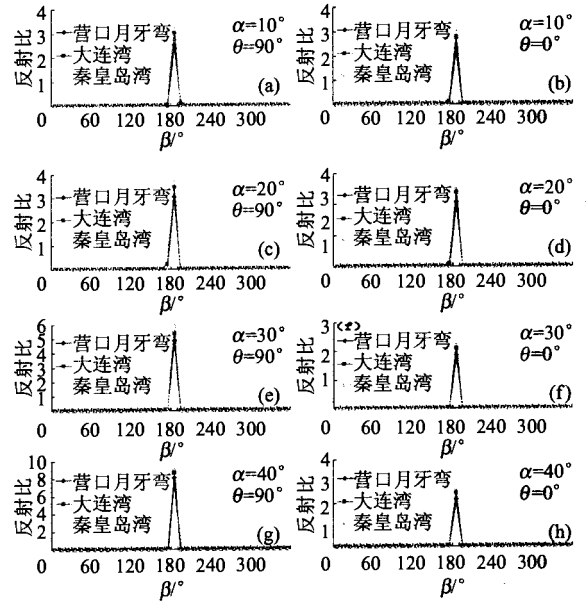 反射比
4
3
2
1
营口月牙弯
大连湾
秦皇岛湾
α=10°
θ=90°
(a)
0 60 120 180 240 300
β/°
反射比
4
3
2
1
营口月牙弯
大连湾
秦皇岛湾
α=10°
θ=0°
(b)
0 60 120 180 240 300
β/°
反射比
4
3
2
1
营口月牙弯
大连湾
秦皇岛湾
α=20°
θ=90°
(c)
0 60 120 180 240 300
β/°
反射比
4
3
2
1
营口月牙弯
大连湾
秦皇岛湾
α=20°
θ=0°
(d)
0 60 120 180 240 300
β/°
反射比
6
5
4
3
2
1
营口月牙弯
大连湾
秦皇岛湾
α=30°
θ=90°
(e)
0 60 120 180 240 300
β/°
反射比
3
2
1
(f)
营口月牙弯
大连湾
秦皇岛湾
α=30°
θ=0°
(f)
0 60 120 180 240 300
β/°
反射比
10
8
6
4
2
营口月牙弯
大连湾
秦皇岛湾
α=40°
θ=90°
(g)
0 60 120 180 240 300
β/°
反射比
4
3
2
1
营口月牙弯
大连湾
秦皇岛湾
α=40°
θ=0°
(h)
0 60 120 180 240 300
β/°